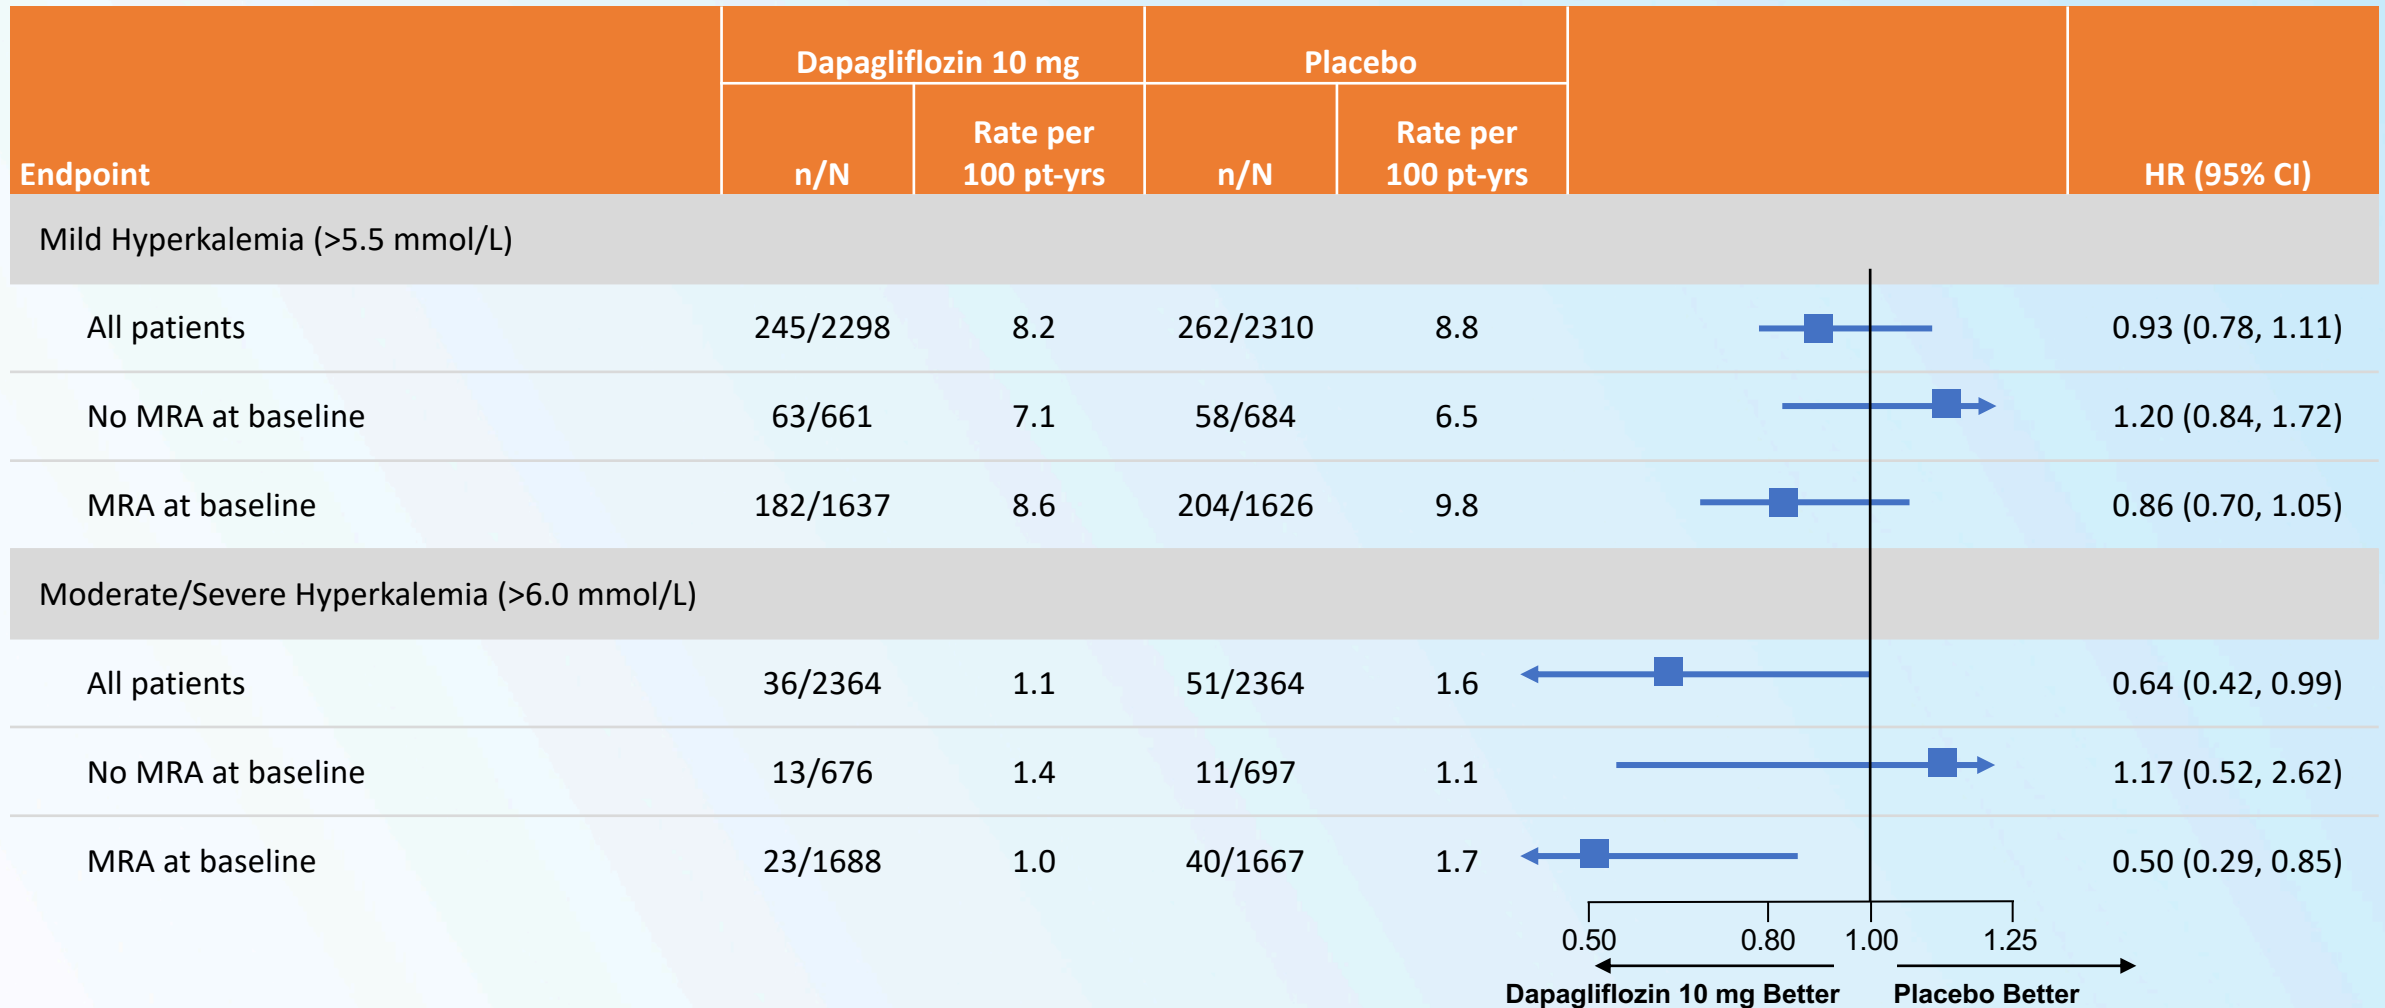 Dapagliflozin 10 mg Placebo
Endpoint n/N Rate per 100 pt-yrs n/N Rate per 100 pt-yrs HR (95% CI)
Mild Hyperkalemia (>5.5 mmol/L)
All patients 245/2298 8.2 262/2310 8.8 0.93 (0.78, 1.11)
No MRA at baseline 63/661 7.1 58/684 6.5 1.20 (0.84, 1.72)
MRA at baseline 182/1637 8.6 204/1626 9.8 0.86 (0.70, 1.05)
Moderate/Severe Hyperkalemia (>6.0 mmol/L)
All patients 36/2364 1.1 51/2364 1.6 0.64 (0.42, 0.99)
No MRA at baseline 13/676 1.4 11/697 1.1 1.17 (0.52, 2.62)
MRA at baseline 23/1688 1.0 40/1667 1.7 0.50 (0.29, 0.85)
0.50 0.80 1.00 1.25
Dapagliflozin 10 mg Better Placebo Better